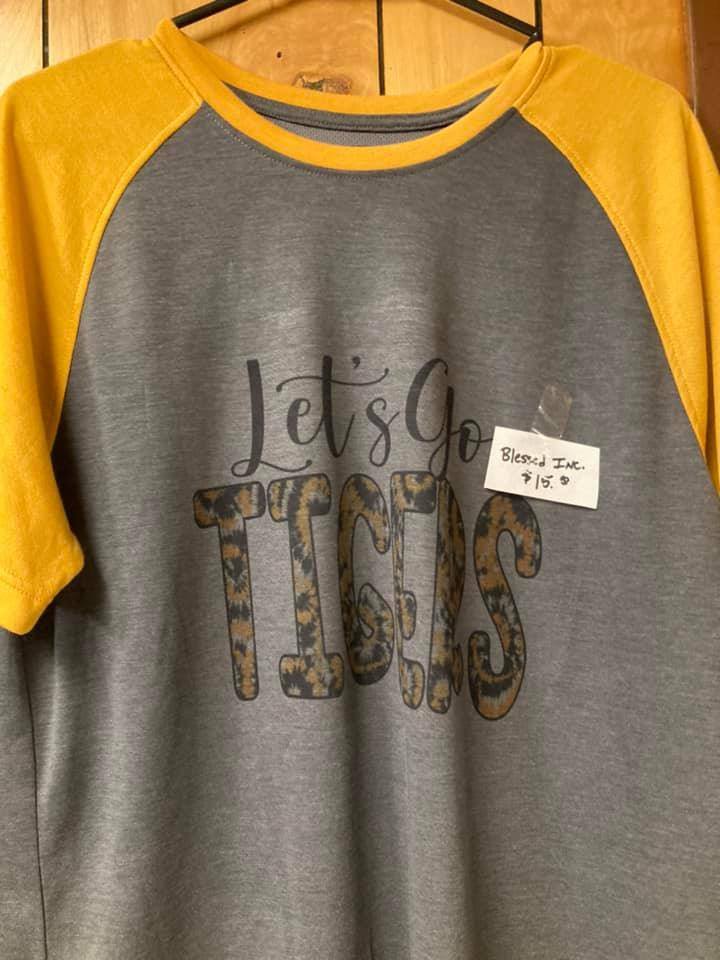 Let's Go
TIGERS
Blessed Inc.
$15.00